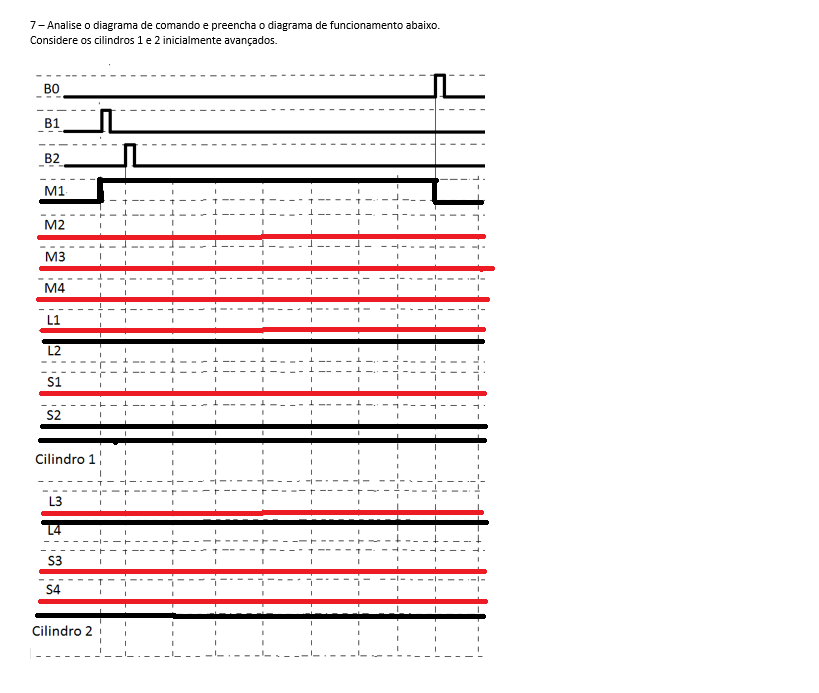 7 – Analise o diagrama de comando e preencha o diagrama de funcionamento abaixo.
Considere os cilindros 1 e 2 inicialmente avançados.
B0
B1
B2
M1
M2
M3
M4
L1
L2
S1
S2
Cilindro 1
L3
L4
S3
S4
Cilindro 2